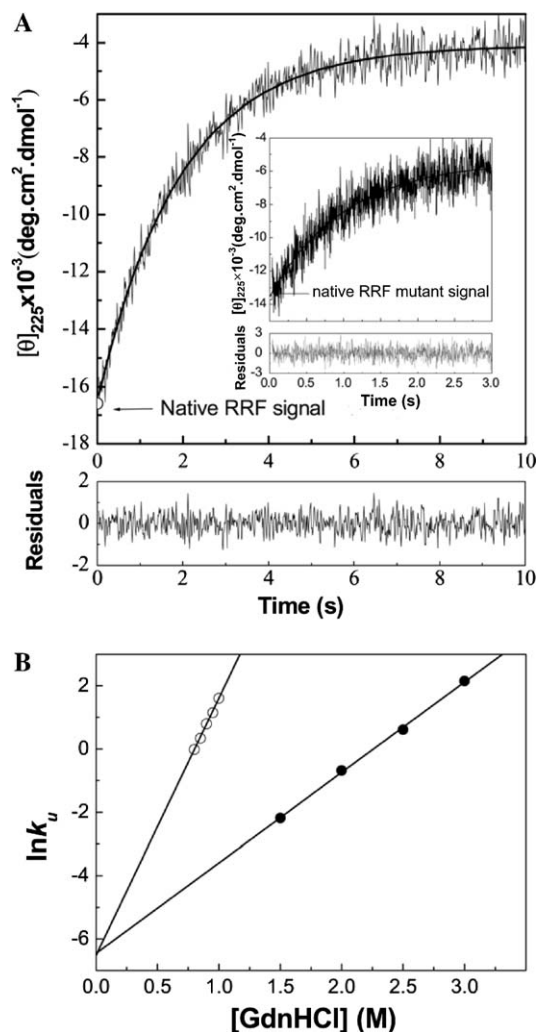 A
[θ]225x10-3(deg.cm2.dmol-1)
-4
-6
-8
-10
-12
-14
-16
-18
Native RRF signal
0 2 4 6 8 10
[θ]225×10-3(deg.cm2.dmol-1)
-4
-6
-8
-10
-12
-14
native RRF mutant signal
Residuals
3
0
-3
0.0 0.5 1.0 1.5 2.0 2.5 3.0
Time (s)
Residuals
2
0
-2
0 2 4 6 8 10
Time (s)
B
lnku
2
0
-2
-4
-6
0.0 0.5 1.0 1.5 2.0 2.5 3.0
[GdnHCl] (M)